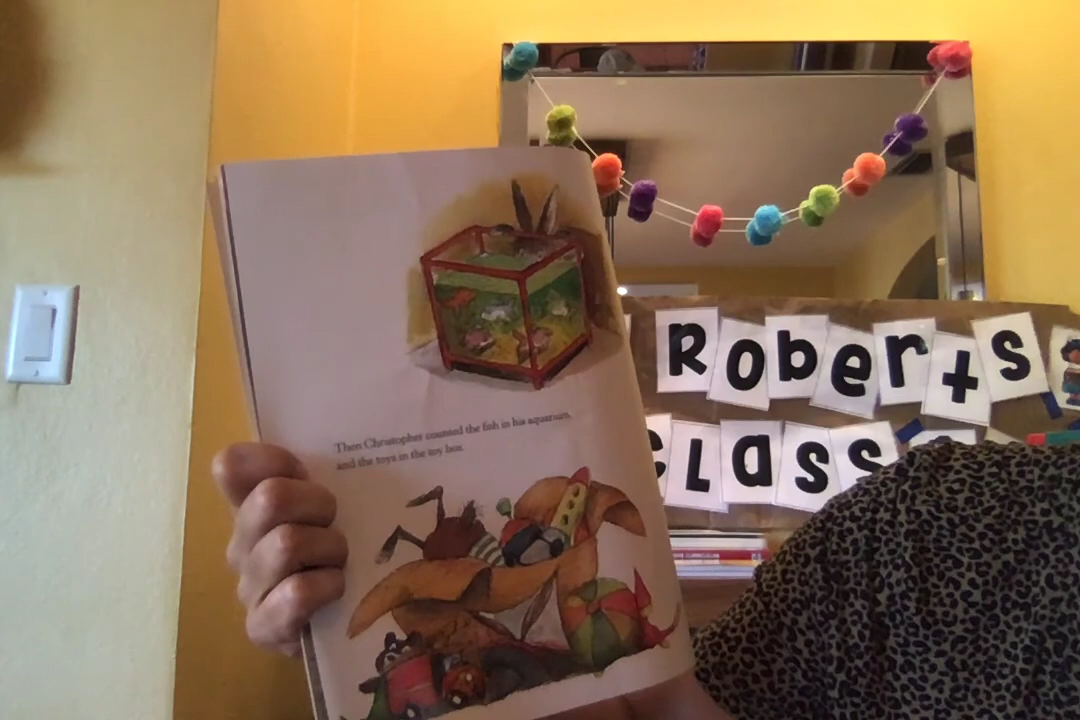 Roberts
Class
Then Christopher counted the fish in his aquarium,
and the toys in the toy box.